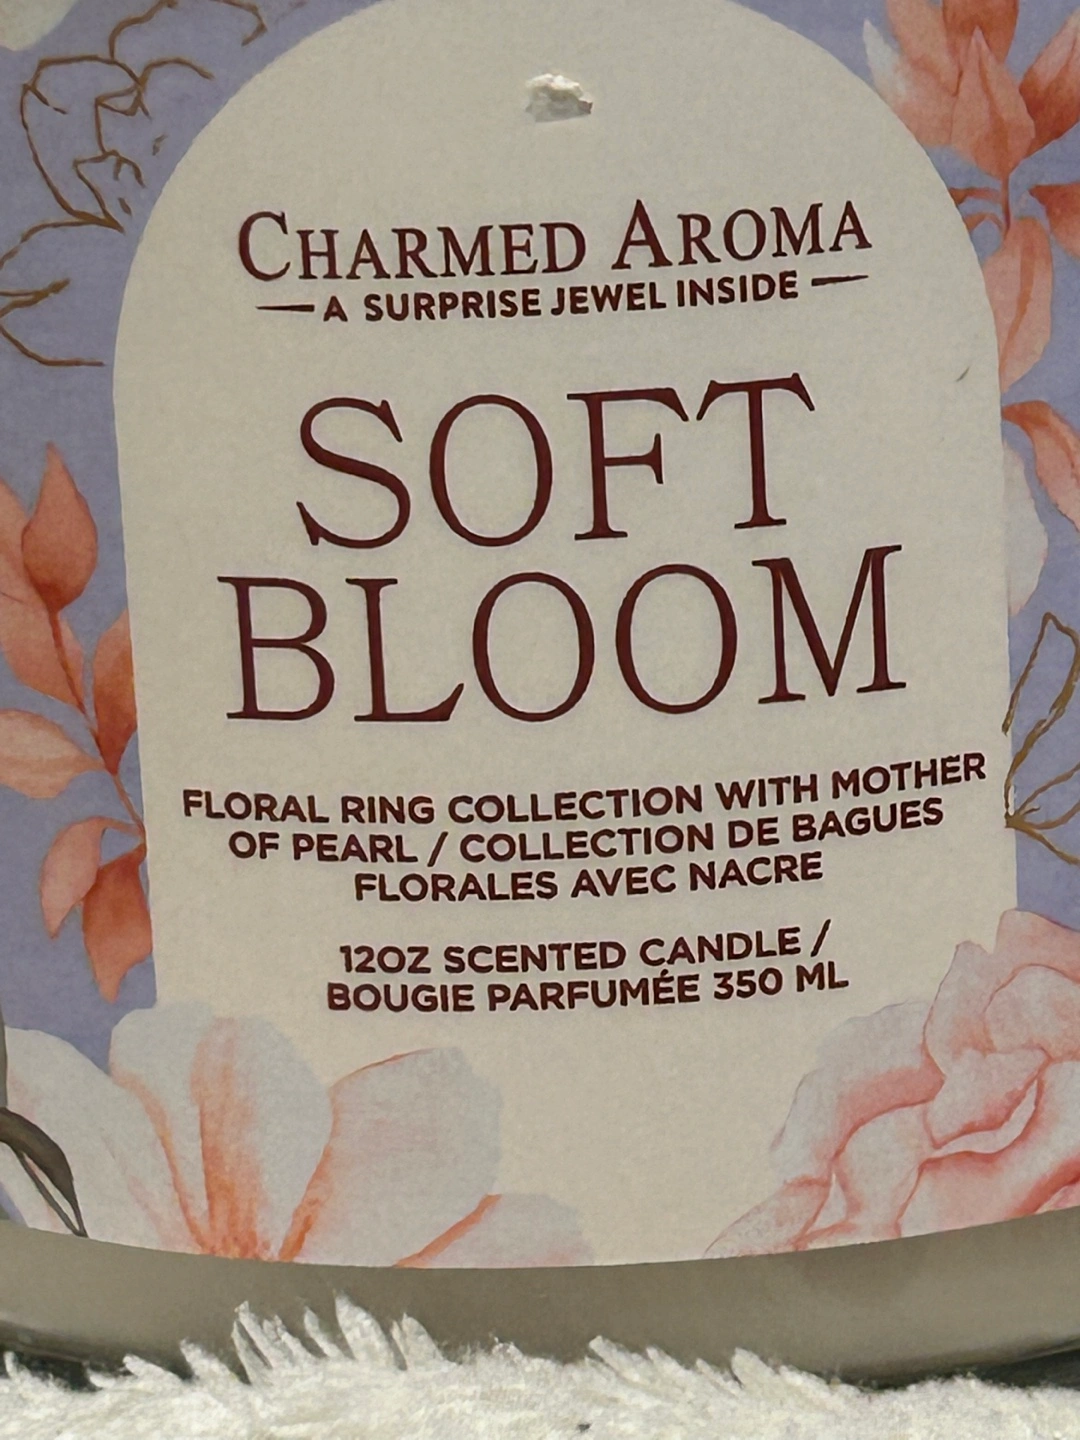 CHARMED AROMA
A SURPRISE JEWEL INSIDE
SOFT
BLOOM
FLORAL RING COLLECTION WITH MOTHER
OF PEARL / COLLECTION DE BAGUES
FLORALES AVEC NACRE
12OZ SCENTED CANDLE /
BOUGIE PARFUMÉE 350 ML